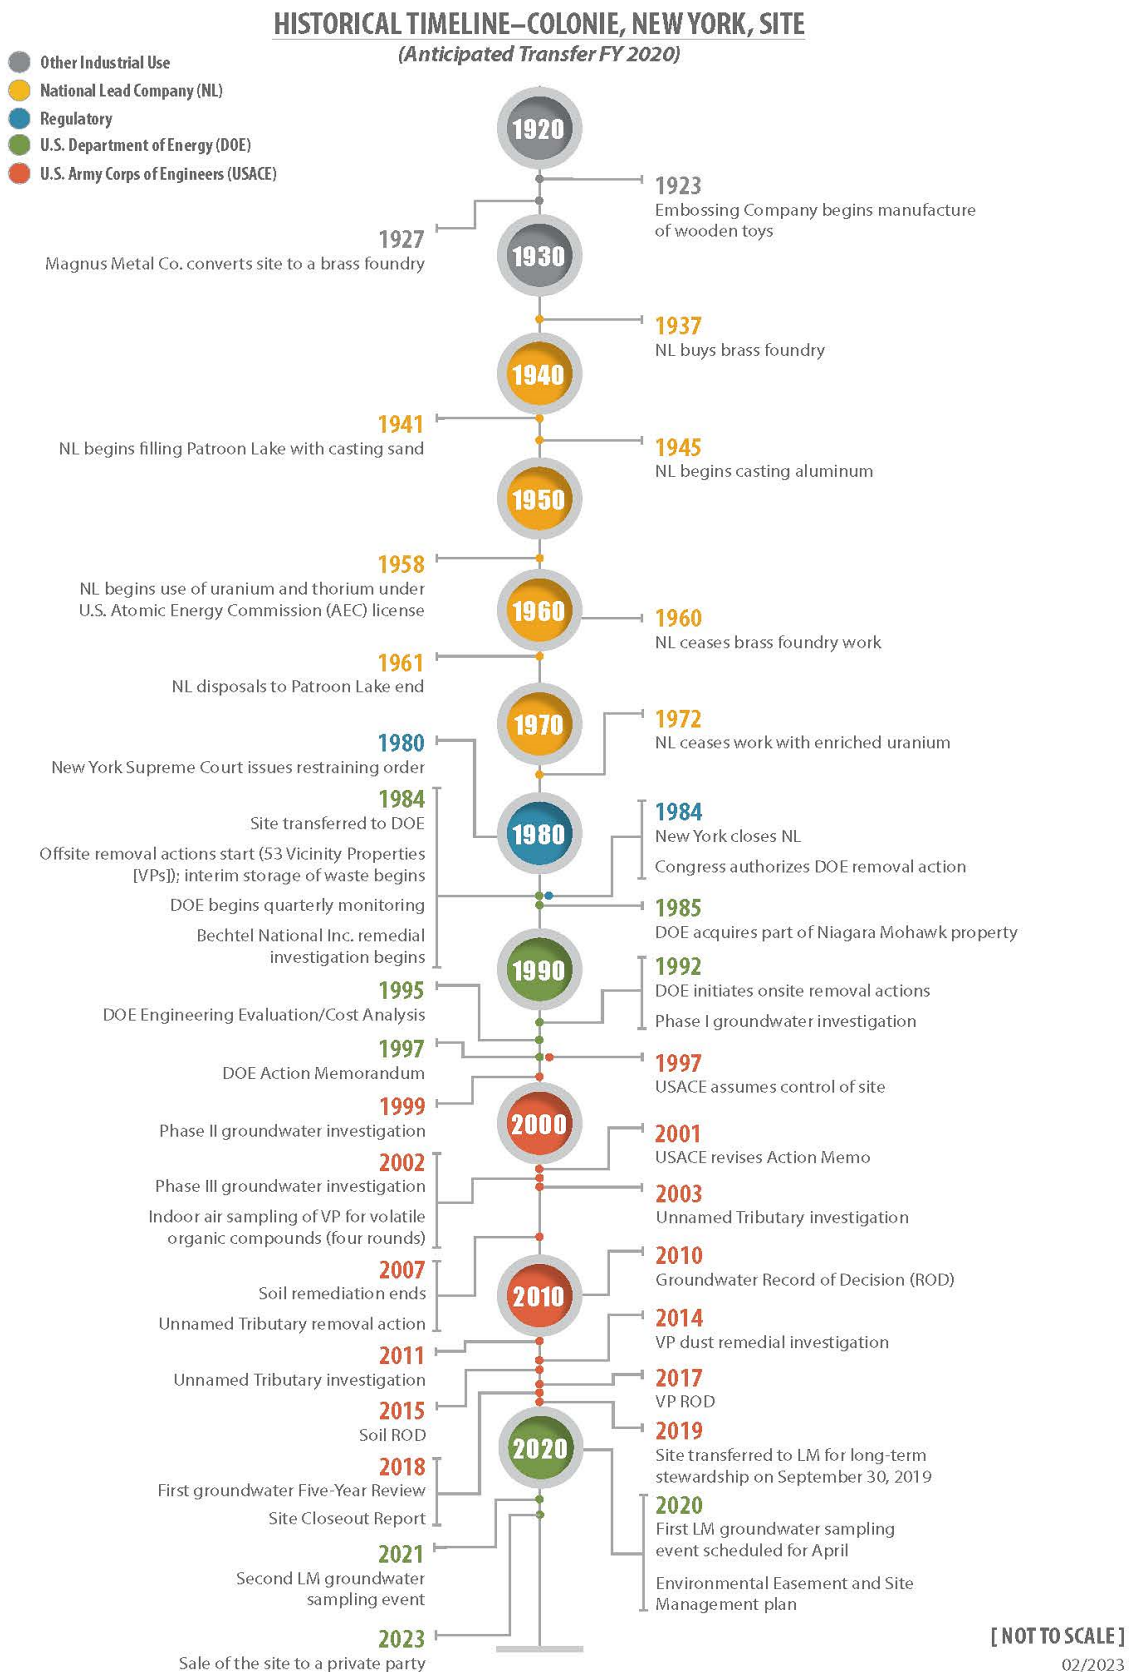 HISTORICAL TIMELINE–COLONIE, NEW YORK, SITE
(Anticipated Transfer FY 2020)
Other Industrial Use
National Lead Company (NL)
Regulatory
U.S. Department of Energy (DOE)
U.S. Army Corps of Engineers (USACE)
1920
1923
Embossing Company begins manufacture
of wooden toys
1927
Magnus Metal Co. converts site to a brass foundry
1930
1937
NL buys brass foundry
1940
1941
NL begins filling Patroon Lake with casting sand
1945
NL begins casting aluminum
1950
1958
NL begins use of uranium and thorium under
U.S. Atomic Energy Commission (AEC) license
1960
1960
NL ceases brass foundry work
1961
NL disposals to Patroon Lake end
1970
1972
NL ceases work with enriched uranium
1980
New York Supreme Court issues restraining order
1980
1984
Site transferred to DOE
Offsite removal actions start (53 Vicinity Properties
[VPs]); interim storage of waste begins
DOE begins quarterly monitoring
Bechtel National Inc. remedial
investigation begins
1984
New York closes NL
Congress authorizes DOE removal action
1985
DOE acquires part of Niagara Mohawk property
1990
1992
DOE initiates onsite removal actions
Phase I groundwater investigation
1995
DOE Engineering Evaluation/Cost Analysis
1997
DOE Action Memorandum
1997
USACE assumes control of site
1999
Phase II groundwater investigation
2000
2001
USACE revises Action Memo
2002
Phase III groundwater investigation
Indoor air sampling of VP for volatile
organic compounds (four rounds)
2003
Unnamed Tributary investigation
2007
Soil remediation ends
Unnamed Tributary removal action
2010
2010
Groundwater Record of Decision (ROD)
2011
Unnamed Tributary investigation
2014
VP dust remedial investigation
2015
Soil ROD
2017
VP ROD
2018
First groundwater Five-Year Review
Site Closeout Report
2019
Site transferred to LM for long-term
stewardship on September 30, 2019
2020
2020
First LM groundwater sampling
event scheduled for April
Environmental Easement and Site
Management plan
2021
Second LM groundwater
sampling event
2023
Sale of the site to a private party
[ NOT TO SCALE ]
02/2023